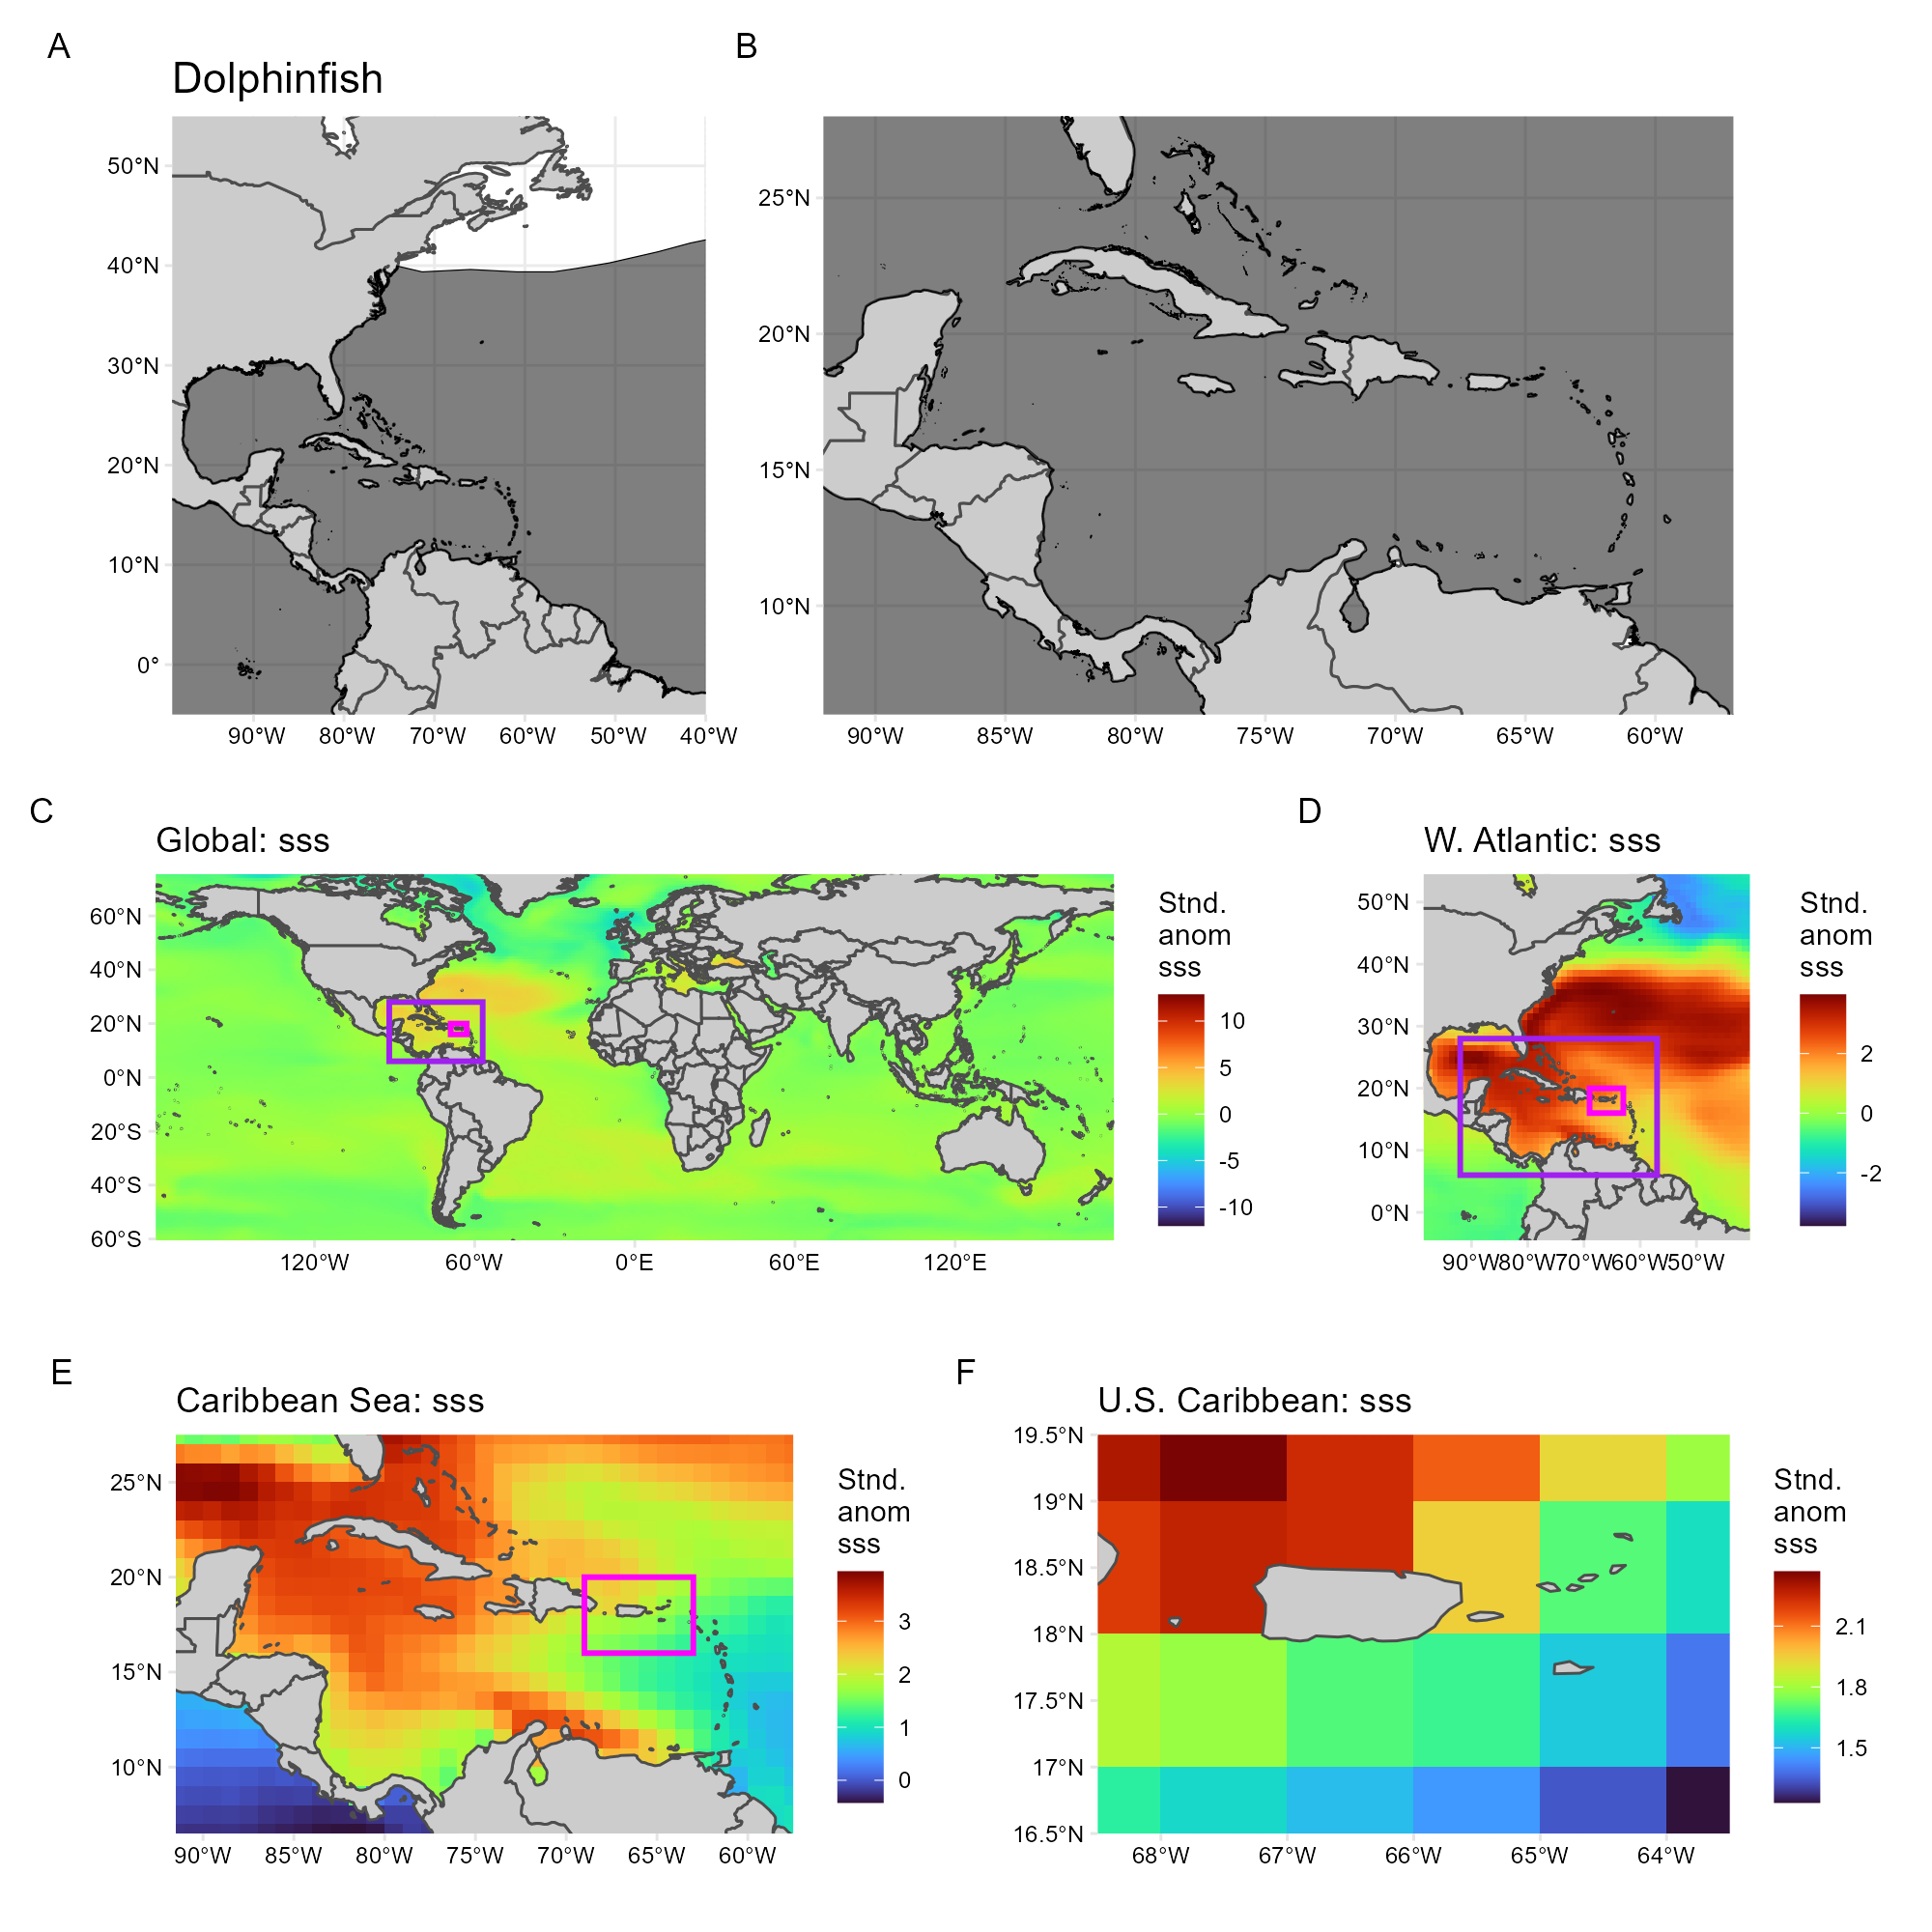 A
B
Dolphinfish
50°N
40°N
30°N
20°N
10°N
0°
90°W 80°W 70°W 60°W 50°W 40°W
25°N
20°N
15°N
10°N
90°W 85°W 80°W 75°W 70°W 65°W 60°W
C
D
Global: sss
60°N
40°N
20°N
0°N
20°S
40°S
60°S
120°W 60°W 0°E 60°E 120°E
Stnd.
anom
sss
10
5
0
-5
-10
W. Atlantic: sss
50°N
40°N
30°N
20°N
10°N
0°N
90°W 80°W 70°W 60°W 50°W
Stnd.
anom
sss
2
0
-2
E
F
Caribbean Sea: sss
25°N
20°N
15°N
10°N
90°W 85°W 80°W 75°W 70°W 65°W 60°W
Stnd.
anom
sss
3
2
1
0
U.S. Caribbean: sss
19.5°N
19°N
18.5°N
18°N
17.5°N
17°N
16.5°N
68°W 67°W 66°W 65°W 64°W
Stnd.
anom
sss
2.1
1.8
1.5